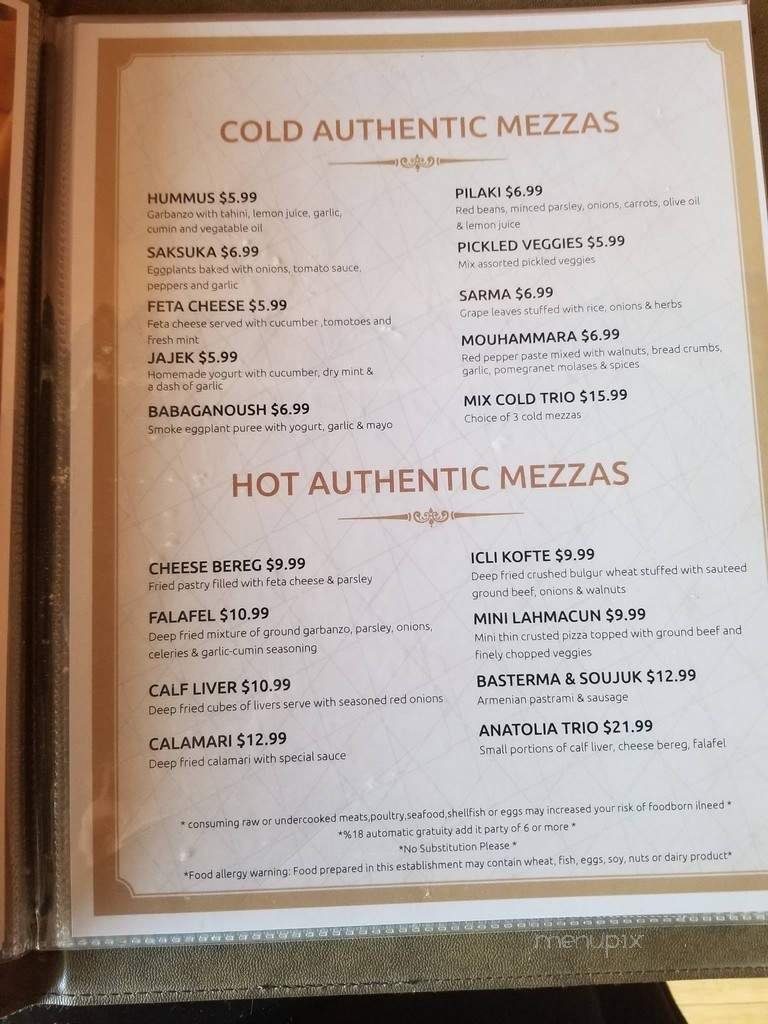 COLD AUTHENTIC MEZZAS
HUMMUS $5.99
Garbanzo with tahini, lemon juice, garlic,
cumin and vegatable oil
SAKSUKA $6.99
Eggplants baked with onions, tomato sauce,
peppers and garlic
FETA CHEESE $5.99
Feta cheese served with cucumber ,tomotoes and
fresh mint
JAJEK $5.99
Homemade yogurt with cucumber, dry mint &
a dash of garlic
BABAGANOUSH $6.99
Smoke eggplant puree with yogurt, garlic & mayo
PILAKI $6.99
Red beans, minced parsley, onions, carrots, olive oil
& lemon juice
PICKLED VEGGIES $5.99
Mix assorted pickled veggies
SARMA $6.99
Grape leaves stuffed with rice, onions & herbs
MOUHAMMARA $6.99
Red pepper paste mixed with walnuts, bread crumbs,
garlic, pomegranet molases & spices
MIX COLD TRIO $15.99
Choice of 3 cold mezzas
HOT AUTHENTIC MEZZAS
CHEESE BEREG $9.99
Fried pastry filled with feta cheese & parsley
FALAFEL $10.99
Deep fried mixture of ground garbanzo, parsley, onions,
celeries & garlic-cumin seasoning
CALF LIVER $10.99
Deep fried cubes of livers serve with seasoned red onions
CALAMARI $12.99
Deep fried calamari with special sauce
ICLI KOFTE $9.99
Deep fried crushed bulgur wheat stuffed with sauteed
ground beef, onions & walnuts
MINI LAHMACUN $9.99
Mini thin crusted pizza topped with ground beef and
finely chopped veggies
BASTERMA & SOUJUK $12.99
Armenian pastrami & sausage
ANATOLIA TRIO $21.99
Small portions of calf liver, cheese bereg, falafel
* consuming raw or undercooked meats,poultry,seafood,shellfish or eggs may increased your risk of foodborn ilneed *
*%18 automatic gratuity add it party of 6 or more *
*No Substitution Please *
*Food allergy warning: Food prepared in this establishment may contain wheat, fish, eggs, soy, nuts or dairy product*
menupix